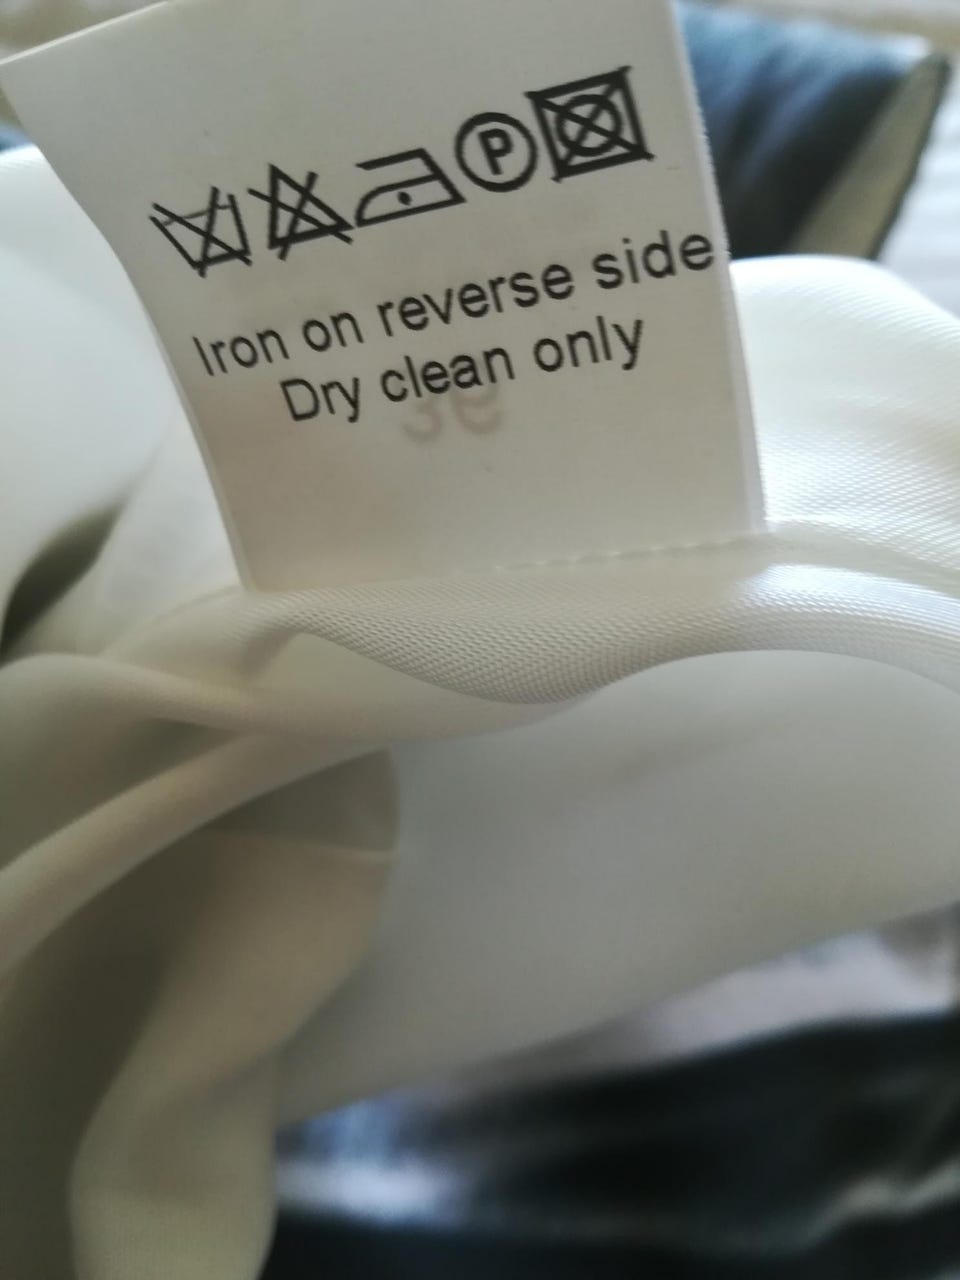 P
Iron on reverse side
Dry clean only